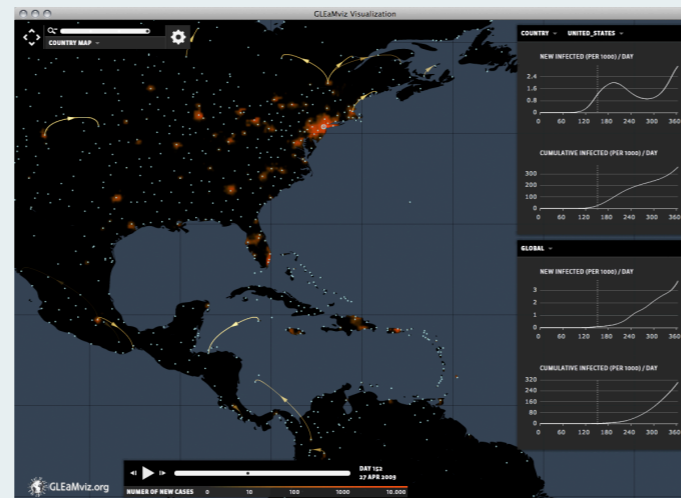 GLEaMviz Visualization
COUNTRY MAP
COUNTRY UNITED_STATES
NEW INFECTED (PER 1000) / DAY
2.4
1.6
0.8
0
0 60 120 180 240 300 360
CUMULATIVE INFECTED (PER 1000) / DAY
300
200
100
0
0 60 120 180 240 300 360
GLOBAL
NEW INFECTED (PER 1000) / DAY
3
2
1
0
0 60 120 180 240 300 360
CUMULATIVE INFECTED (PER 1000) / DAY
320
240
160
80
0
0 60 120 180 240 300 360
GLEaMviz.org
DAY 152
27 APR 2009
NUMER OF NEW CASES 0 10 100 1000 10.000